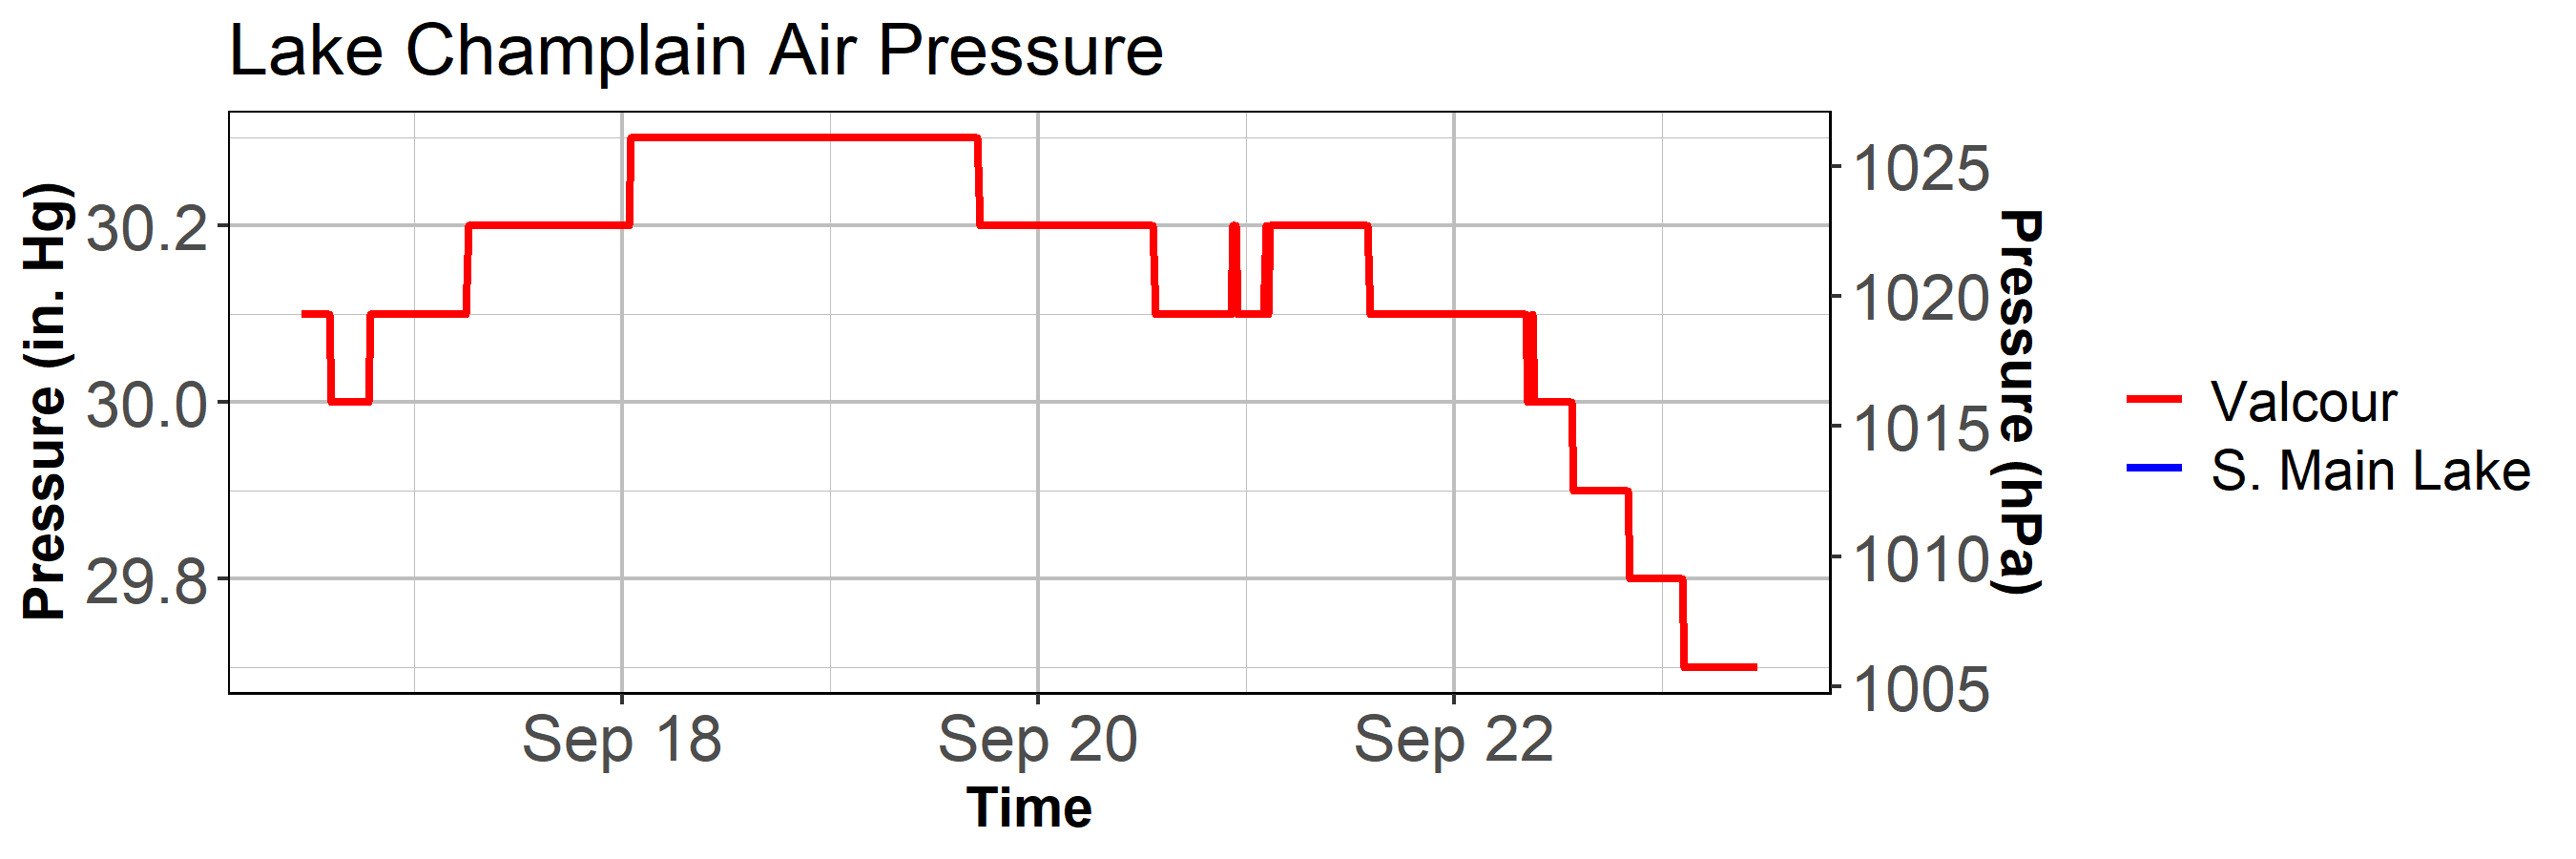 Lake Champlain Air Pressure
Pressure (in. Hg)
30.2
30.0
29.8
1025
1020
1015
1010
1005
Pressure (hPa)
Sep 18
Sep 20
Sep 22
Time
Valcour
S. Main Lake